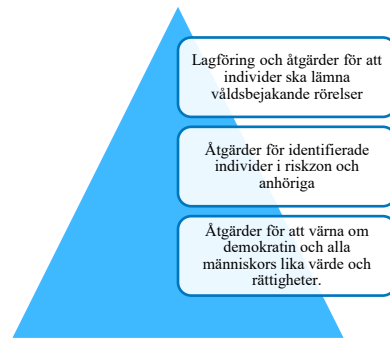 Lagföring och åtgärder för att
individer ska lämna
våldsbejakande rörelser
Åtgärder för identifierade
individer i riskzon och
anhöriga
Åtgärder för att värna om
demokratin och alla
människors lika värde och
rättigheter.